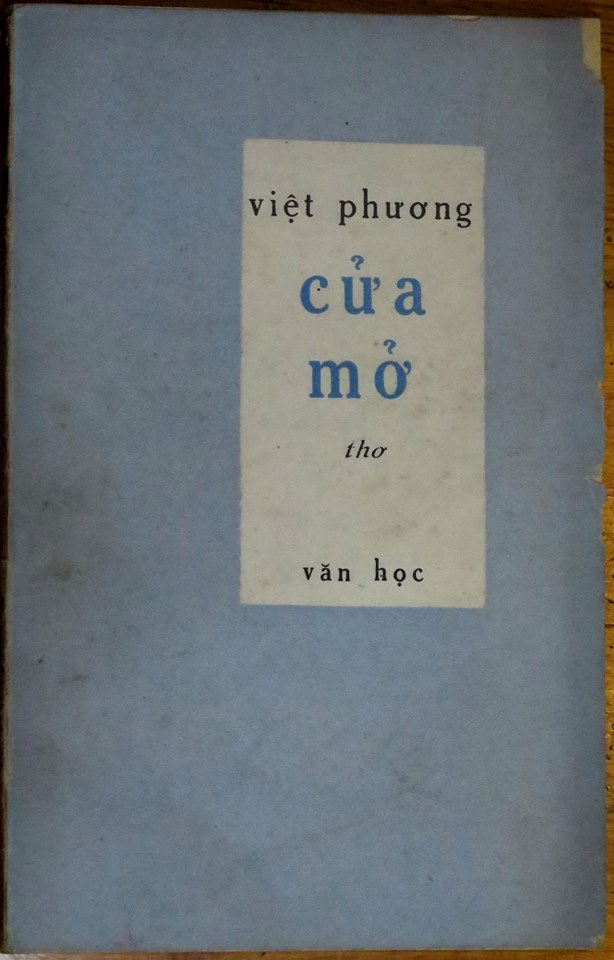 việt phương
cửa
mở
thơ
văn học